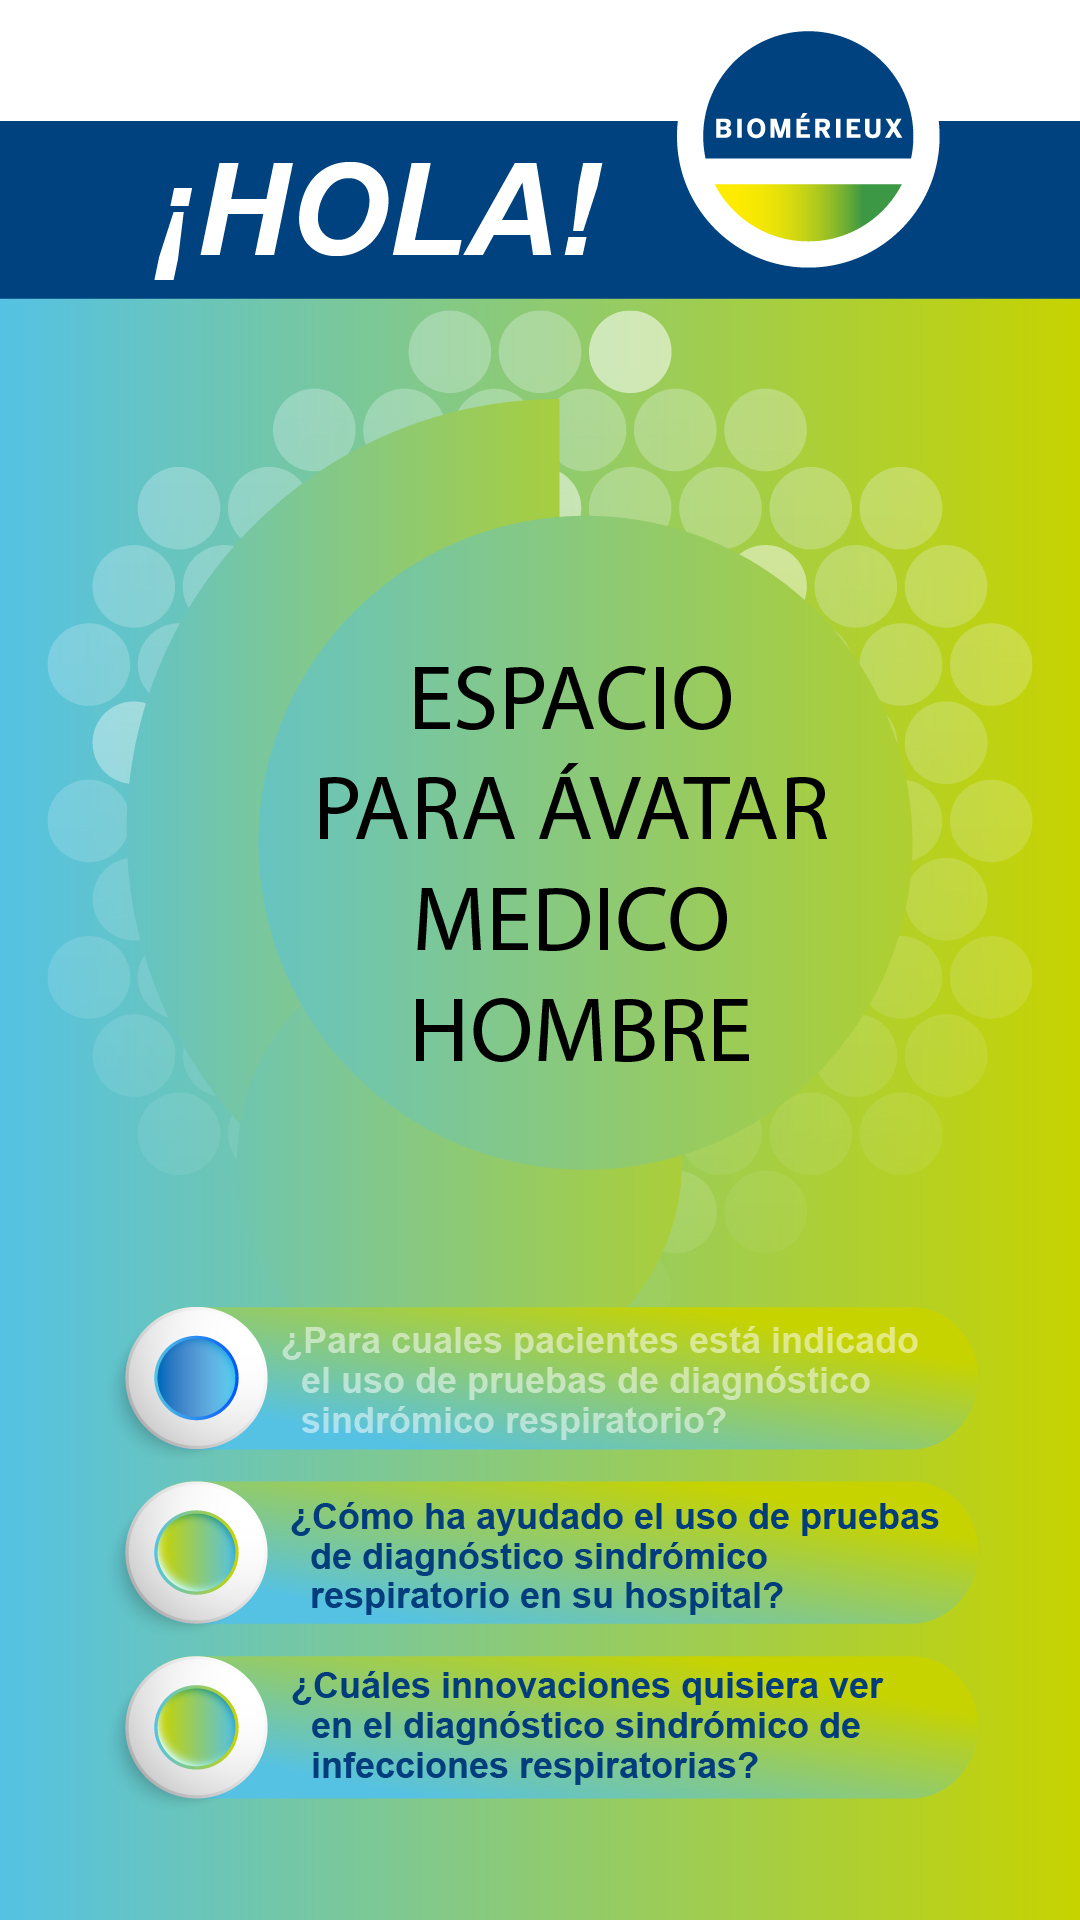 BIOMÉRIEUX
¡HOLA!
ESPACIO
PARA ÁVATAR
MEDICO
HOMBRE
¿Para cuales pacientes está indicado
el uso de pruebas de diagnóstico
sindrómico respiratorio?
¿Cómo ha ayudado el uso de pruebas
de diagnóstico sindrómico
respiratorio en su hospital?
¿Cuáles innovaciones quisiera ver
en el diagnóstico sindrómico de
infecciones respiratorias?